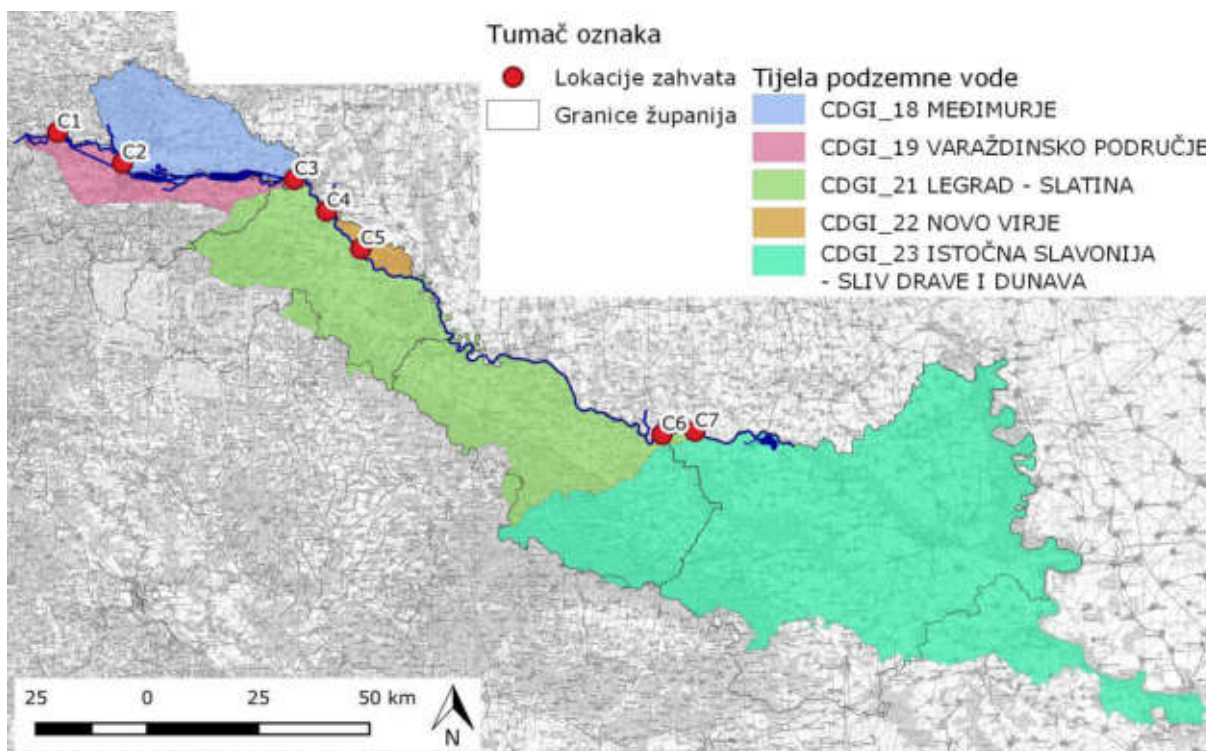 Tumač oznaka
Lokacije zahvata
Granice županija
Tijela podzemne vode
CDGI_18 MEĐIMURJE
CDGI_19 VARAŽDINSKO PODRUČJE
CDGI_21 LEGRAD - SLATINA
CDGI_22 NOVO VIRJE
CDGI_23 ISTOČNA SLAVONIJA
- SLIV DRAVE I DUNAVA
C1
C2
C3
C4
C5
C6
C7
25 0 25 50 km
N